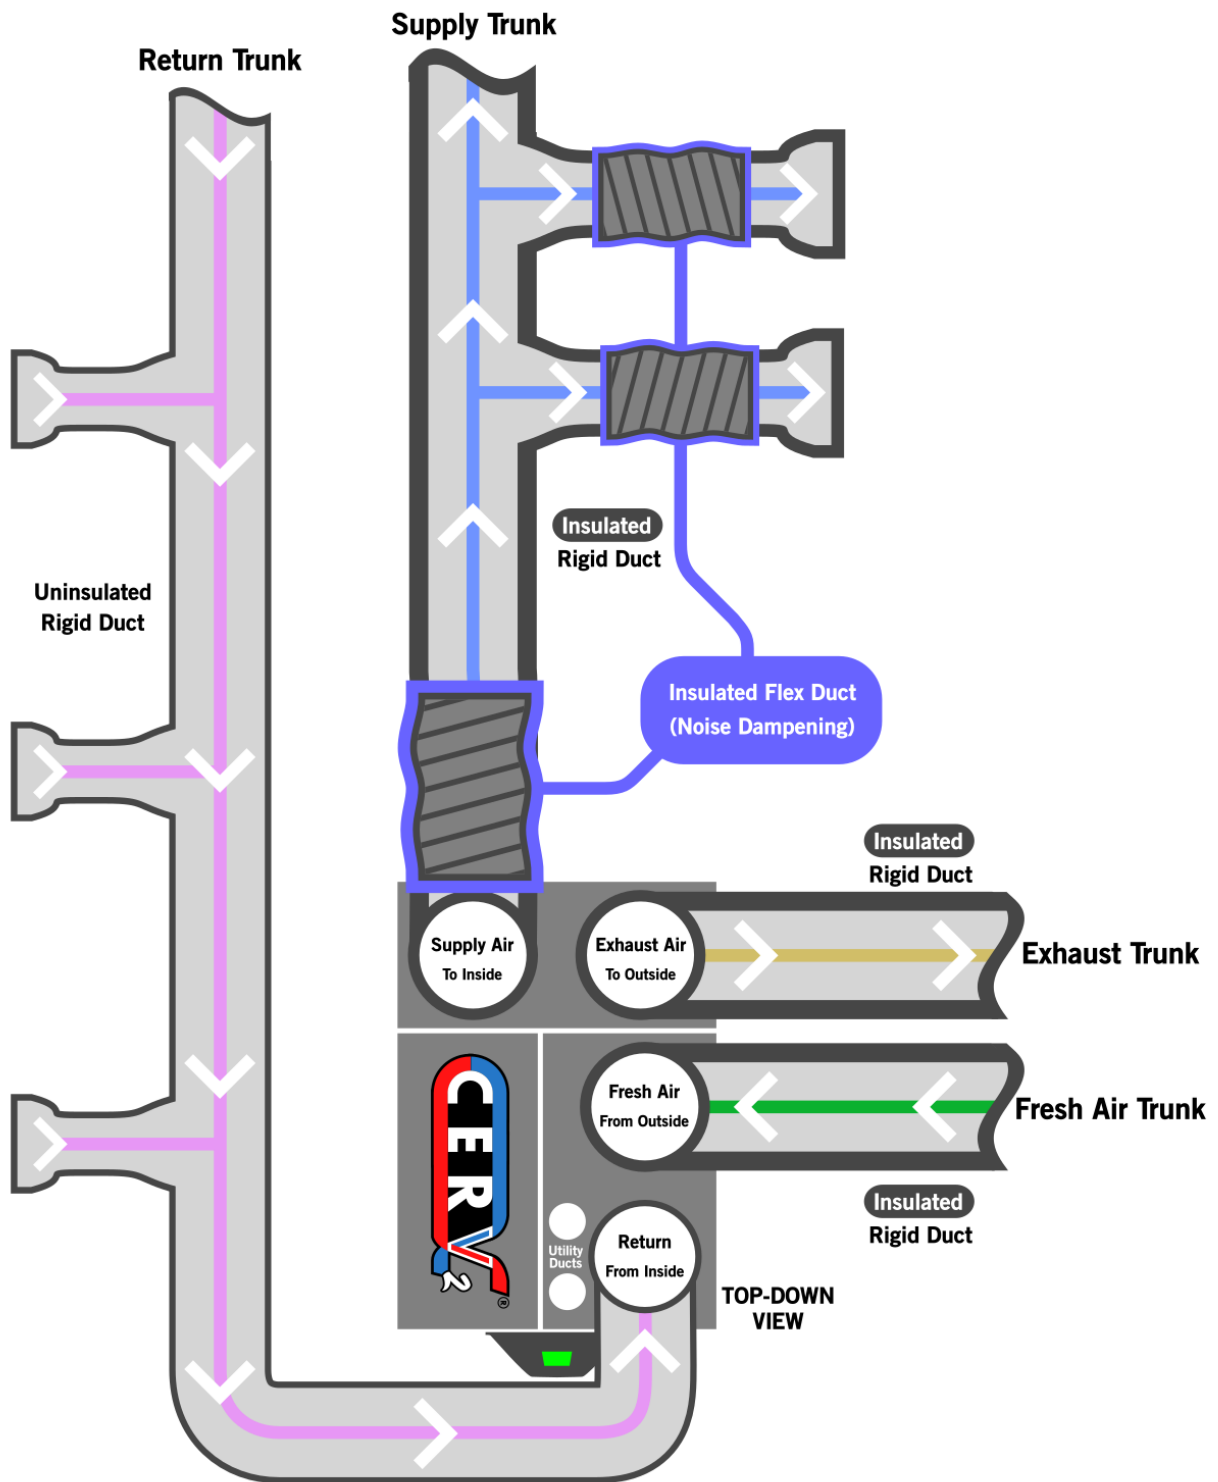 Supply Trunk
Return Trunk
Insulated
Rigid Duct
Uninsulated
Rigid Duct
Insulated Flex Duct
(Noise Dampening)
Insulated
Rigid Duct
Supply Air
To Inside
Exhaust Air
To Outside
Exhaust Trunk
CERV2®
Fresh Air
From Outside
Fresh Air Trunk
Insulated
Rigid Duct
Utility
Ducts
Return
From Inside
TOP-DOWN
VIEW